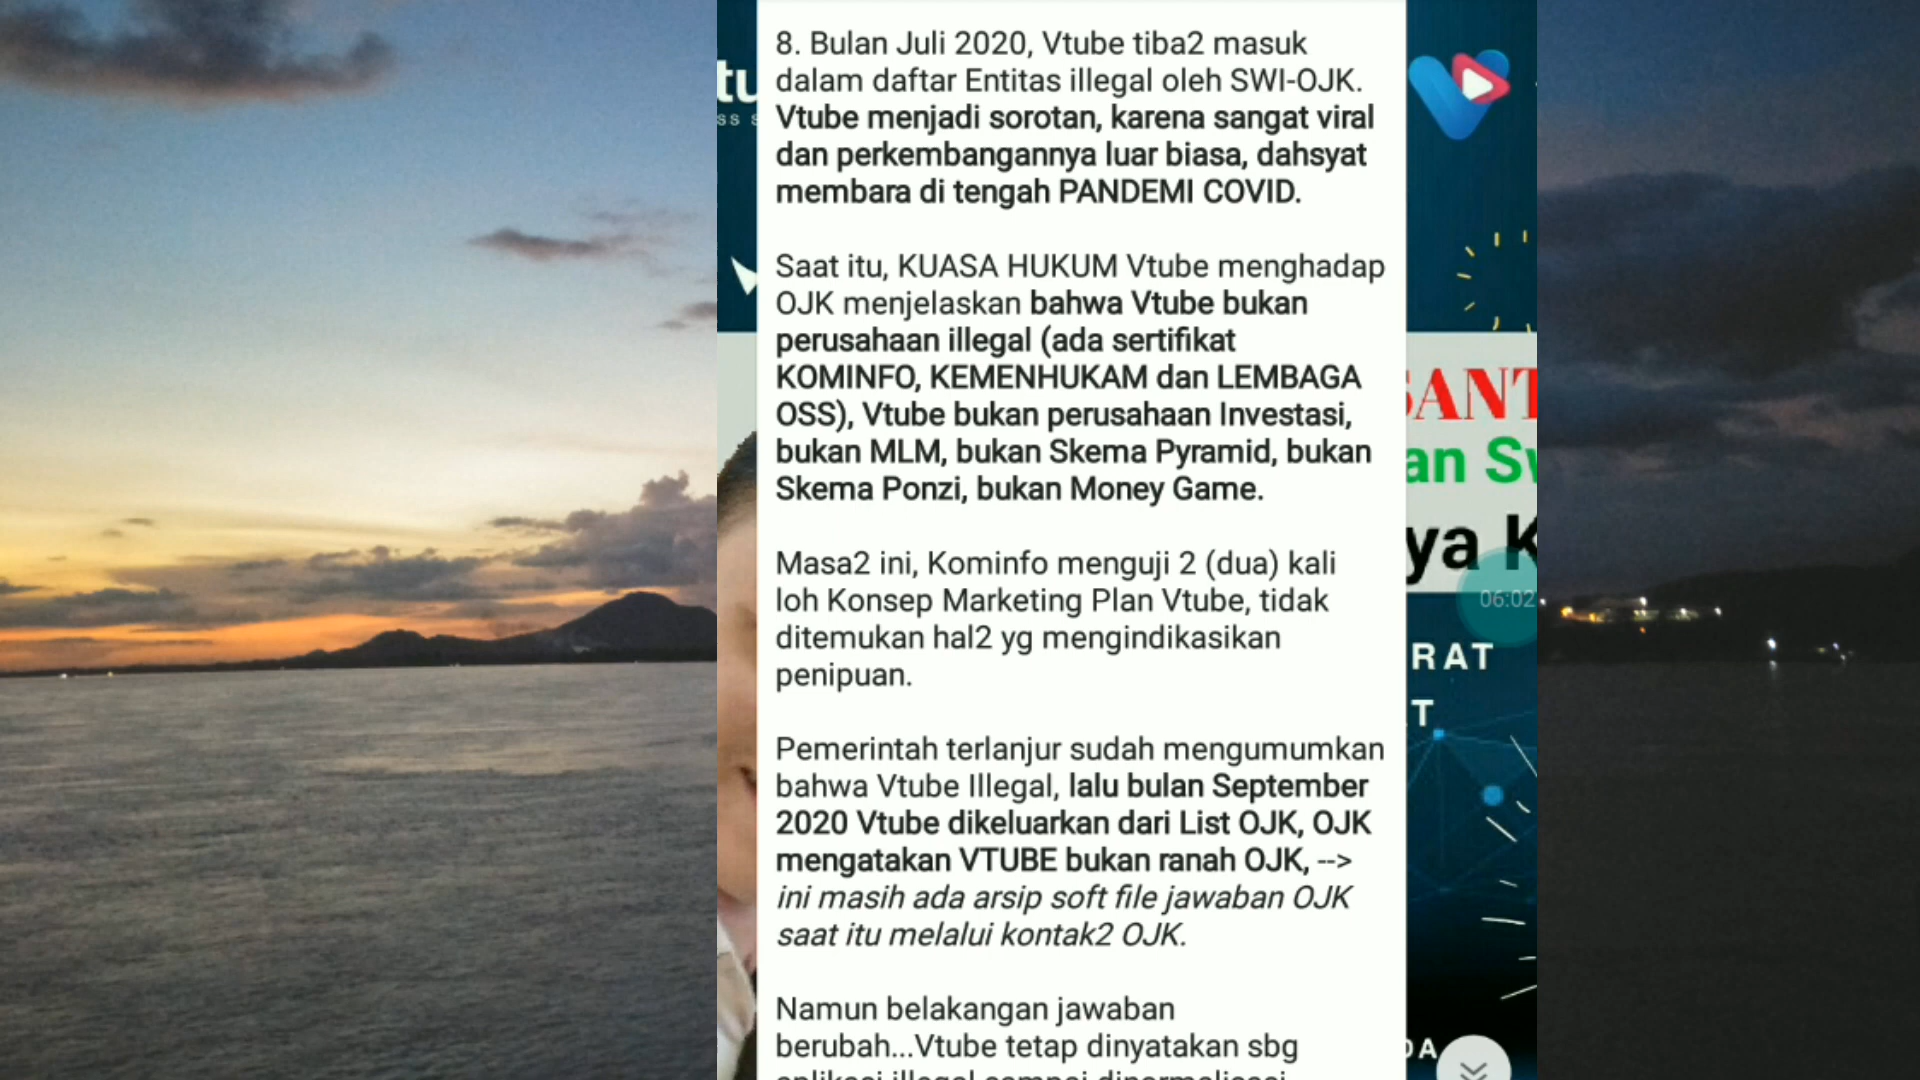 8. Bulan Juli 2020, Vtube tiba2 masuk
dalam daftar Entitas illegal oleh SWI-OJK.
Vtube menjadi sorotan, karena sangat viral
dan perkembangannya luar biasa, dahsyat
membara di tengah PANDEMI COVID.
Saat itu, KUASA HUKUM Vtube menghadap
OJK menjelaskan bahwa Vtube bukan
perusahaan illegal (ada sertifikat
KOMINFO, KEMENHUKAM dan LEMBAGA
OSS), Vtube bukan perusahaan Investasi,
bukan MLM, bukan Skema Pyramid, bukan
Skema Ponzi, bukan Money Game.
Masa2 ini, Kominfo menguji 2 (dua) kali
loh Konsep Marketing Plan Vtube, tidak
ditemukan hal2 yg mengindikasikan
penipuan.
Pemerintah terlanjur sudah mengumumkan
bahwa Vtube Illegal, lalu bulan September
2020 Vtube dikeluarkan dari List OJK, OJK
mengatakan VTUBE bukan ranah OJK, -->
ini masih ada arsip soft file jawaban OJK
saat itu melalui kontak2 OJK.
Namun belakangan jawaban
berubah...Vtube tetap dinyatakan sbg
tu
ss s
SANT
an Sw
ya K
06:02
RAT
T
DA